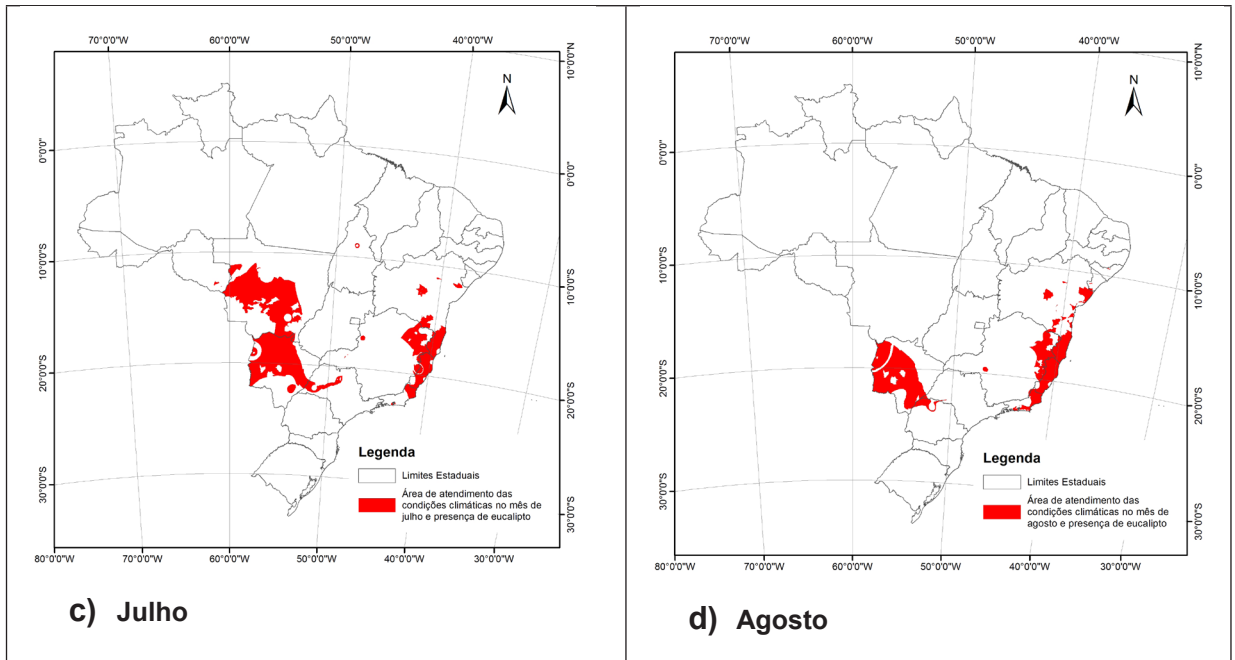 70°0'0"W 60°0'0"W 50°0'0"W 40°0'0"W
10°0'0"N
N
0°0'0"
0°0'0"
10°0'0"S
10°0'0"S
20°0'0"S
20°0'0"S
30°0'0"S
30°0'0"S
Legenda
Limites Estaduais
Área de atendimento das
condições climáticas no mês de
julho e presença de eucalipto
80°0'0"W 70°0'0"W 60°0'0"W 50°0'0"W 40°0'0"W 30°0'0"W
c) Julho
70°0'0"W 60°0'0"W 50°0'0"W 40°0'0"W
10°0'0"N
N
0°0'0"
0°0'0"
10°0'0"S
10°0'0"S
20°0'0"S
20°0'0"S
30°0'0"S
30°0'0"S
Legenda
Limites Estaduais
Área de atendimento das
condições climáticas no mês de
agosto e presença de eucalipto
80°0'0"W 70°0'0"W 60°0'0"W 50°0'0"W 40°0'0"W 30°0'0"W
d) Agosto